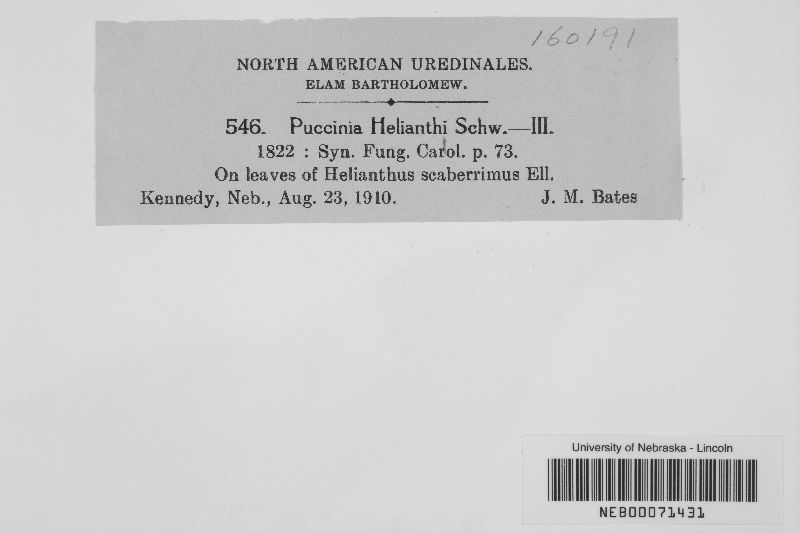 160191
NORTH AMERICAN UREDINALES.
ELAM BARTHOLOMEW.
546. Puccinia Helianthi Schw.—III.
1822 : Syn. Fung. Carol. p. 73.
On leaves of Helianthus scaberrimus Ell.
Kennedy, Neb., Aug. 23, 1910. J. M. Bates
University of Nebraska - Lincoln
NEB00071431